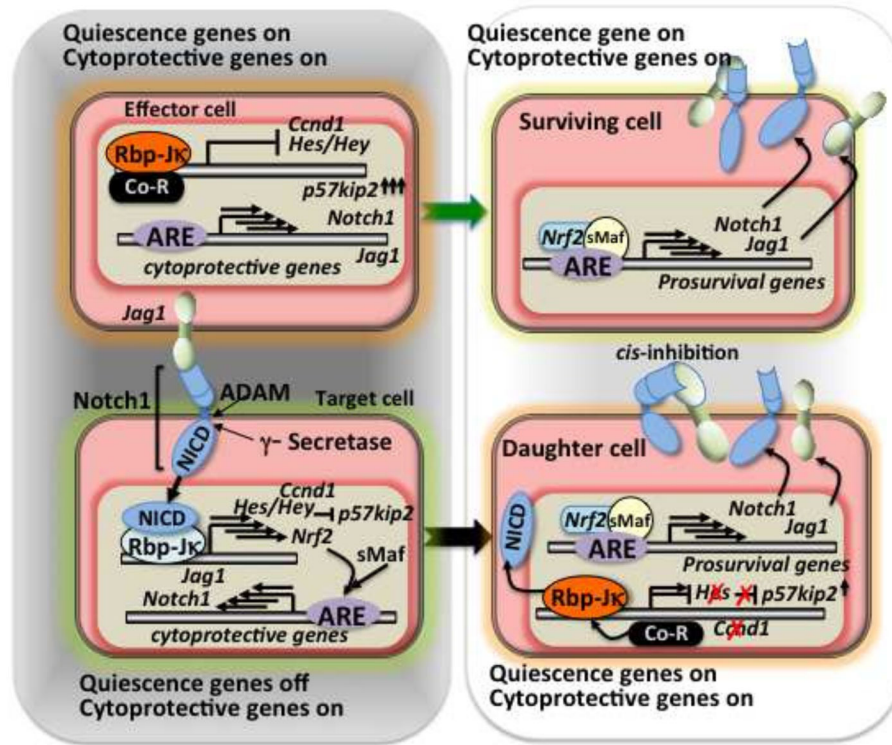 Quiescence genes on
Cytoprotective genes on
Effector cell
Ccnd1
Hes/Hey
Rbp-Jκ
Co-R
p57kip2
Notch1
ARE
Jag1
cytoprotective genes
Jag1
Notch1
ADAM
Target cell
NICD
γ- Secretase
Ccnd1
NICD
Hes/Hey
p57kip2
Rbp-Jκ
Nrf2
sMaf
Jag1
Notch1
ARE
cytoprotective genes
Quiescence genes off
Cytoprotective genes on
Quiescence gene on
Cytoprotective genes on
Surviving cell
Notch1
Nrf2
sMaf
Jag1
ARE
Prosurvival genes
cis-inhibition
Daughter cell
Notch1
NICD
Nrf2
sMaf
Jag1
ARE
Prosurvival genes
Rbp-Jκ
Hes
p57kip2
Co-R
Ccnd1
Quiescence genes on
Cytoprotective genes on